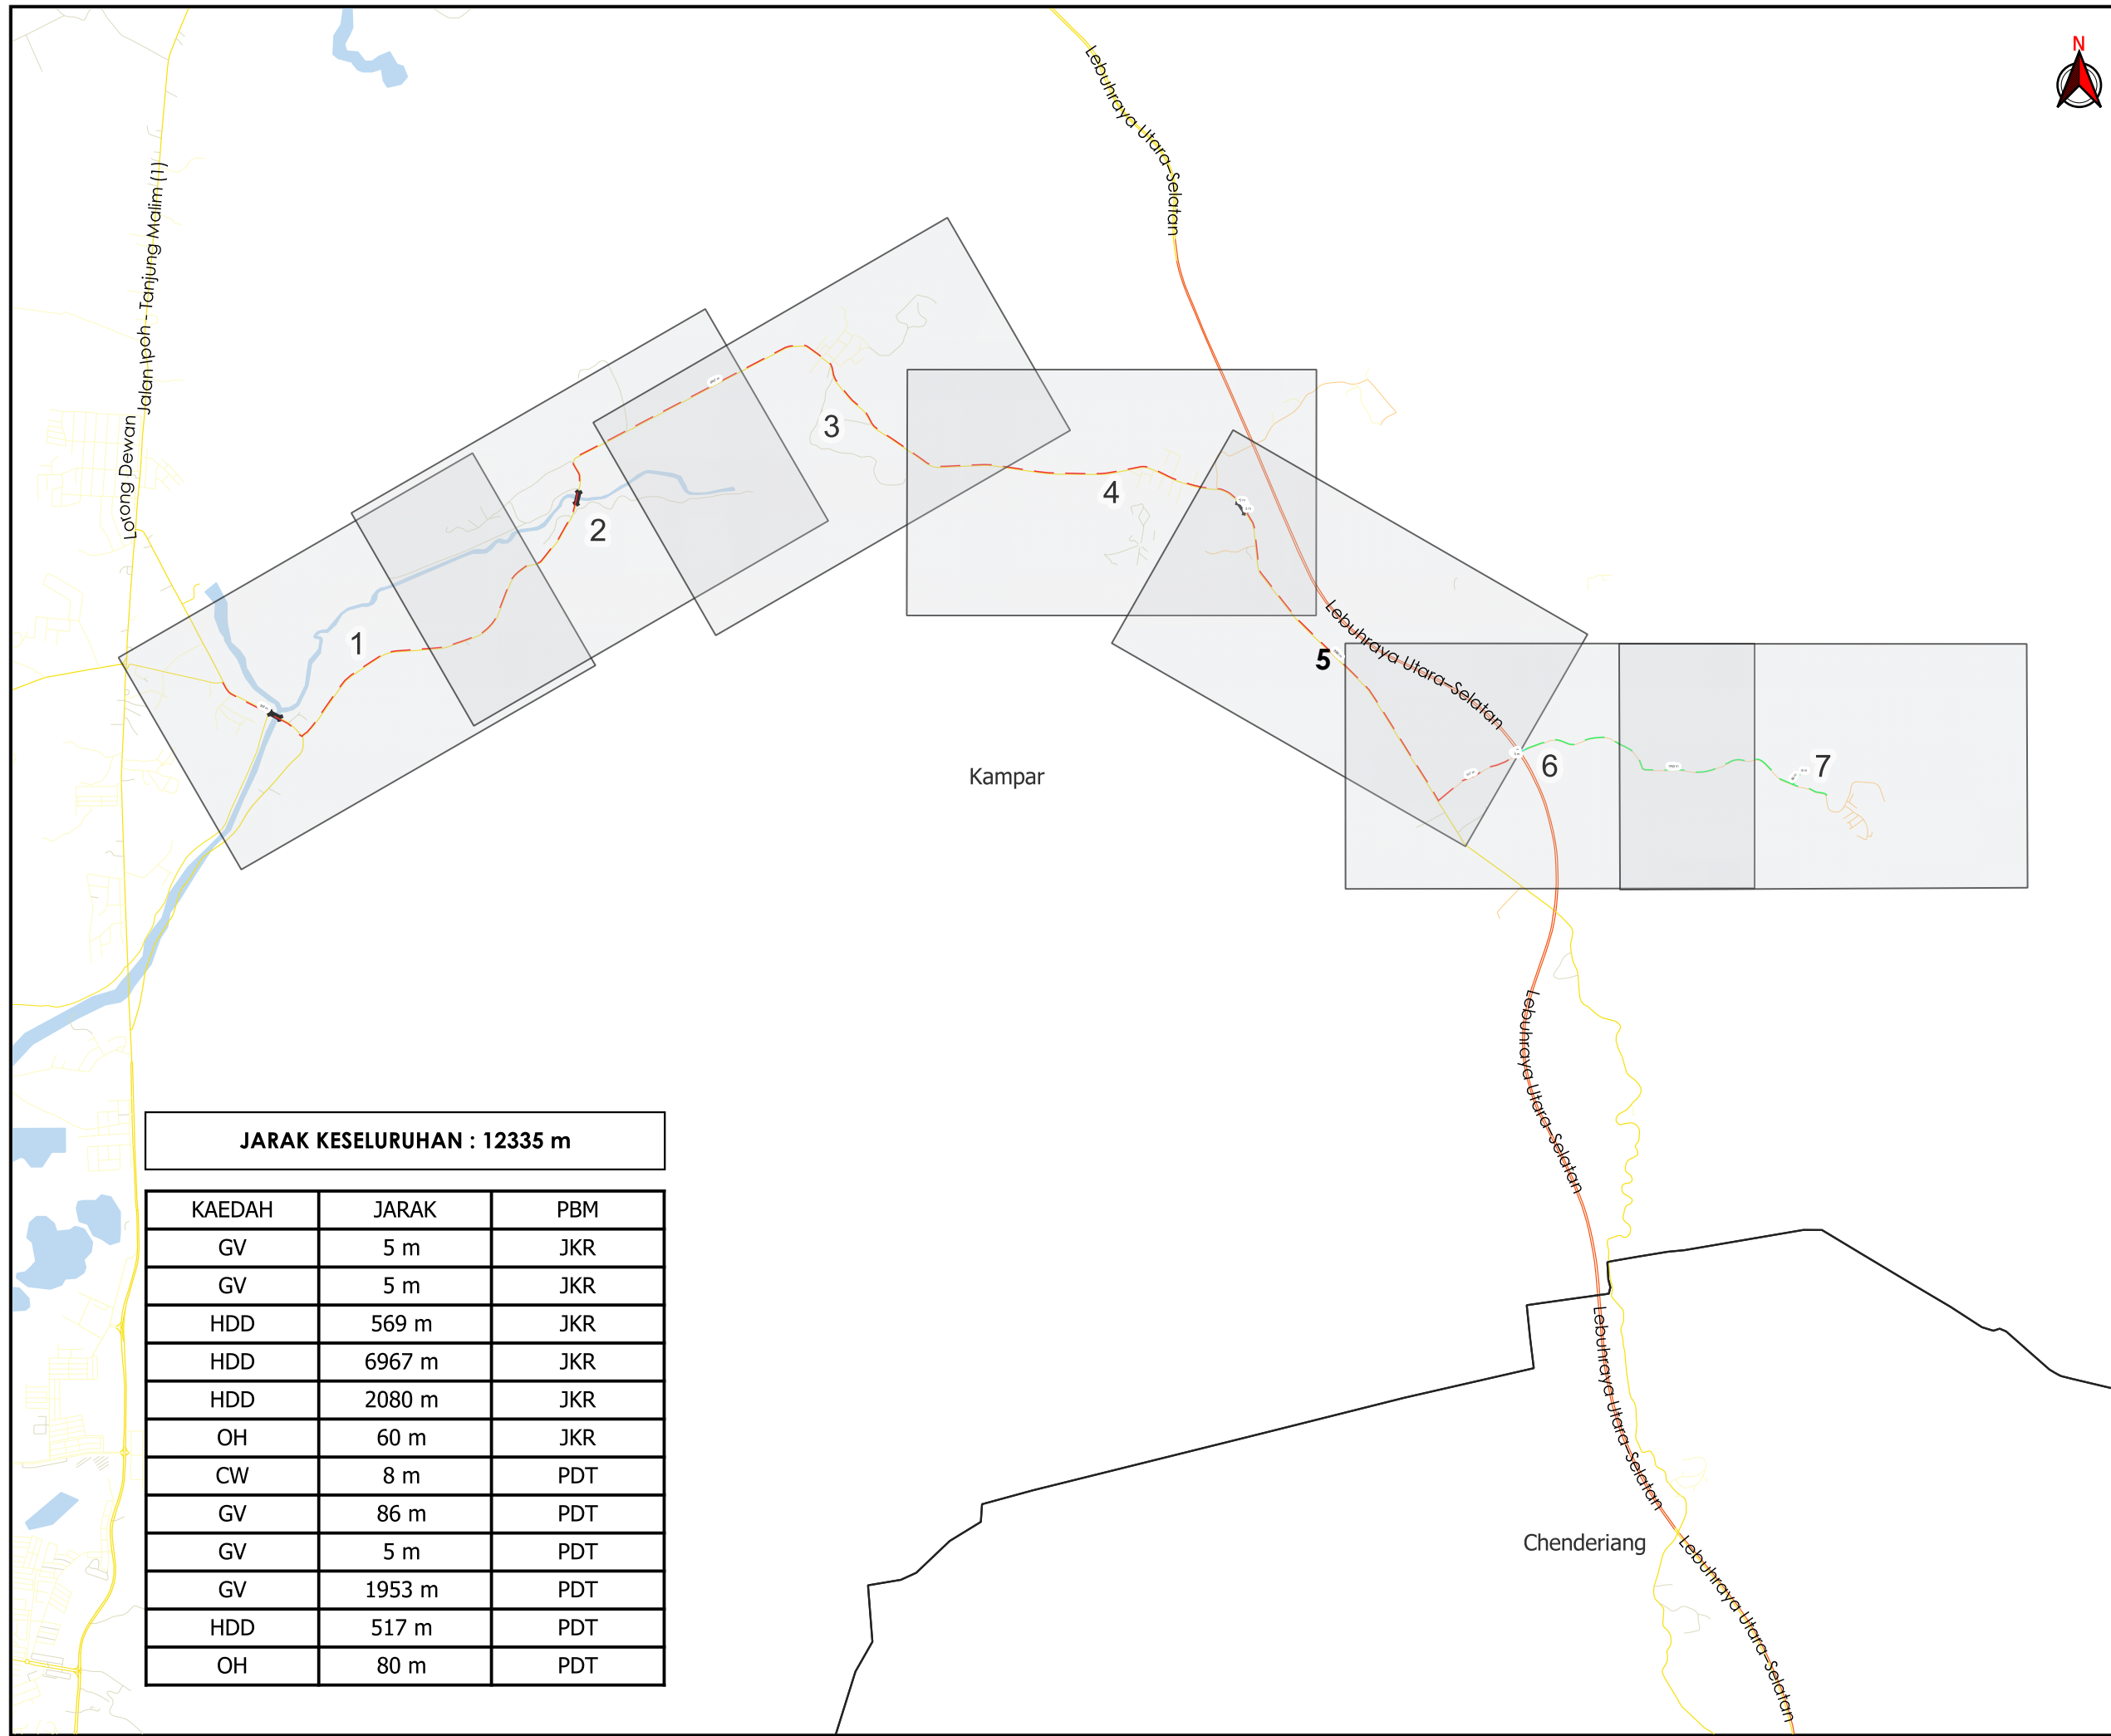 N
Lebuhraya Utara-Selatan
Jalan Ipoh - Tanjung Malim (1)
Lorong Dewan
3
4
2
1
5
Lebuhraya Utara-Selatan
6
7
Kampar
Lebuhraya Utara-Selatan
JARAK KESELURUHAN : 12335 m
KAEDAH JARAK PBM
GV 5 m JKR
GV 5 m JKR
HDD 569 m JKR
HDD 6967 m JKR
HDD 2080 m JKR
OH 60 m JKR
CW 8 m PDT
GV 86 m PDT
GV 5 m PDT
GV 1953 m PDT
HDD 517 m PDT
OH 80 m PDT
Lebuhraya Utara-Selatan
Chenderiang
Lebuhraya Utara-Selatan